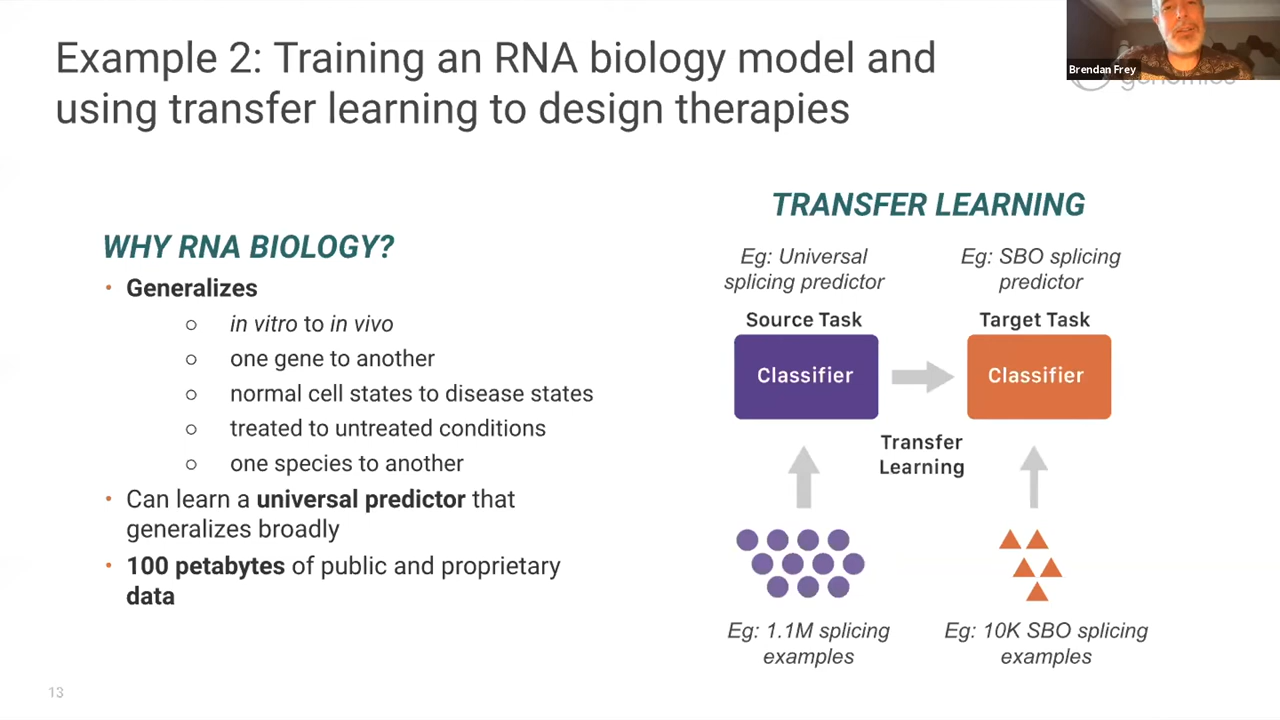 Example 2: Training an RNA biology model and
using transfer learning to design therapies
Brendan Frey
genomics
WHY RNA BIOLOGY?
• Generalizes
○ in vitro to in vivo
○ one gene to another
○ normal cell states to disease states
○ treated to untreated conditions
○ one species to another
• Can learn a universal predictor that
generalizes broadly
• 100 petabytes of public and proprietary
data
TRANSFER LEARNING
Eg: Universal
splicing predictor
Eg: SBO splicing
predictor
Source Task
Target Task
Classifier
Classifier
Transfer
Learning
Eg: 1.1M splicing
examples
Eg: 10K SBO splicing
examples
13